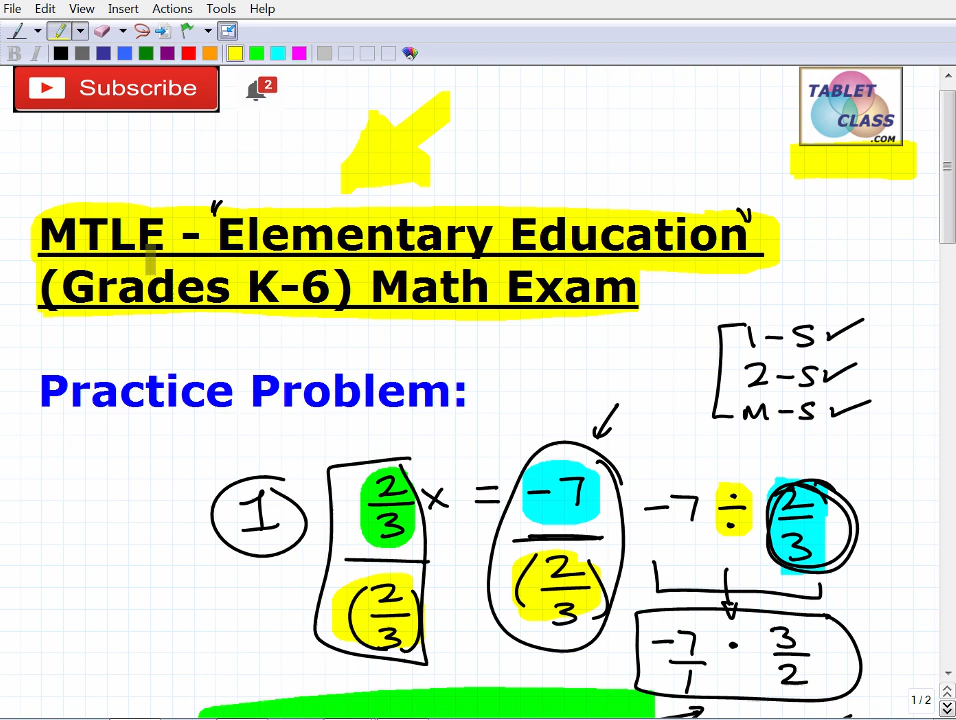 File Edit View Insert Actions Tools Help
B I
Subscribe 2
TABLET
CLASS
.COM
MTLE - "Elementary Education"
(Grades K-6) Math Exam
1-S ✓
2-S ✓
M-S ✓
Practice Problem:
1
2/3 x = -7
(2/3) (2/3)
-7 ÷ 2/3
-7/1 · 3/2
1 / 2